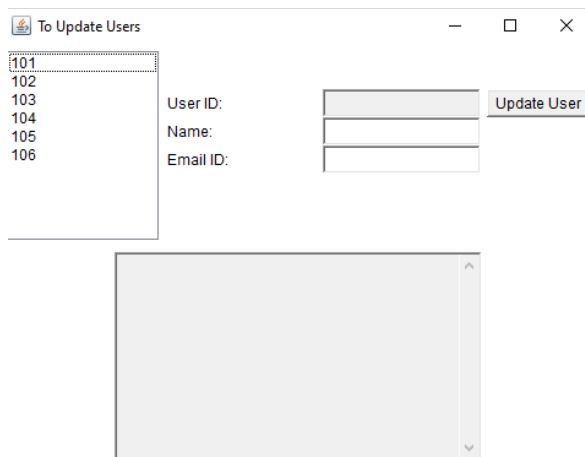 To Update Users
101
102
103
104
105
106
User ID:
Update User
Name:
Email ID: